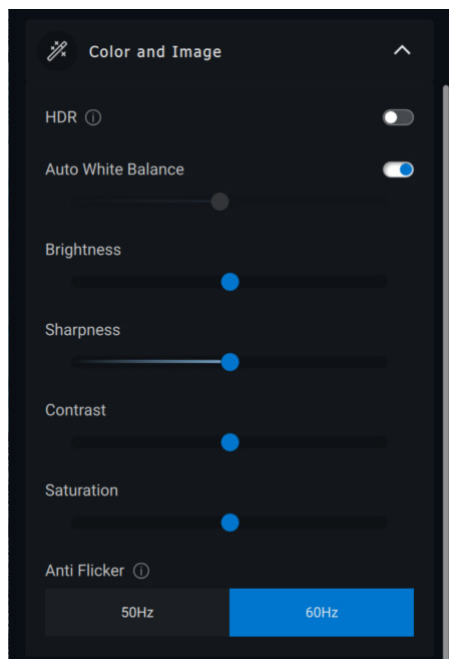 Color and Image
HDR
Auto White Balance
Brightness
Sharpness
Contrast
Saturation
Anti Flicker
50Hz 60Hz